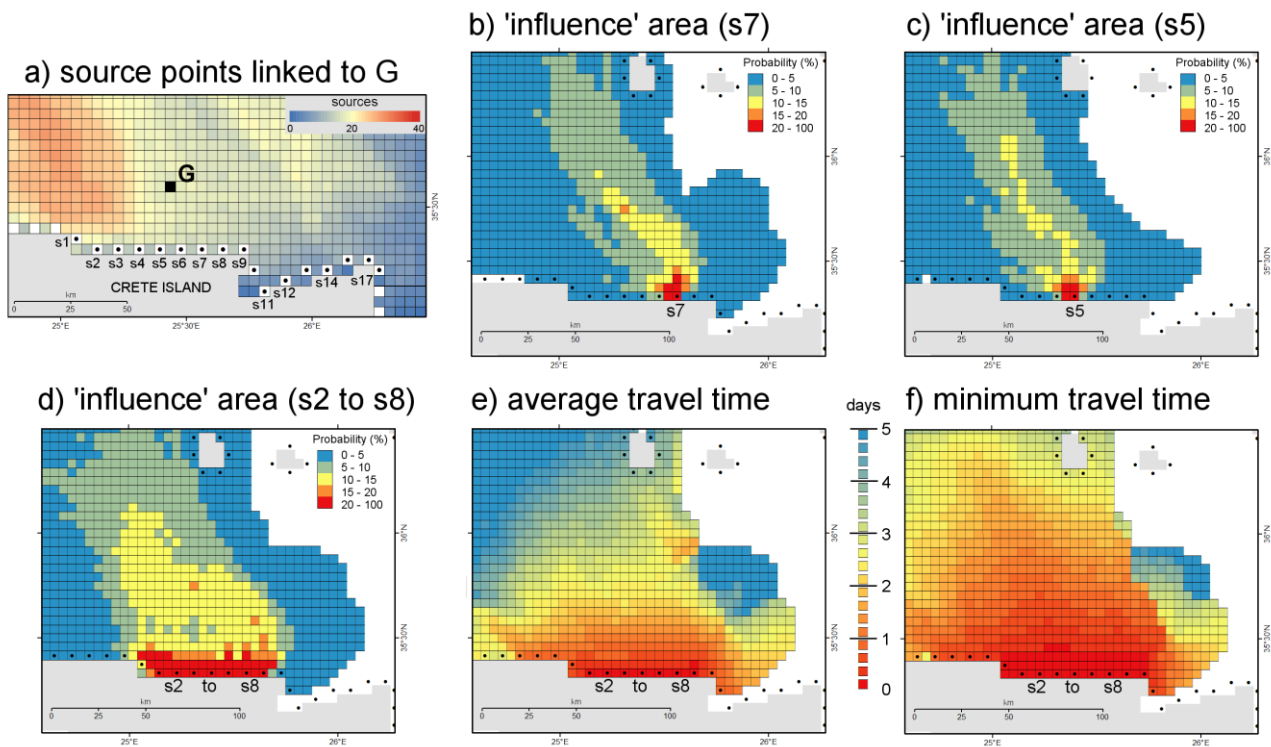 a) source points linked to G
sources
0 20 40
G
s1
s2 s3 s4 s5 s6 s7 s8 s9
s11 s12 s14 s17
CRETE ISLAND
km
0 25 50
25°E 25°30'E 26°E
35°30'N
b) 'influence' area (s7)
Probability (%)
0 - 5
5 - 10
10 - 15
15 - 20
20 - 100
s7
km
0 25 50 100
25°E 26°E
36°N
35°30'N
c) 'influence' area (s5)
Probability (%)
0 - 5
5 - 10
10 - 15
15 - 20
20 - 100
s5
km
0 25 50 100
25°E 26°E
36°N
35°30'N
d) 'influence' area (s2 to s8)
Probability (%)
0 - 5
5 - 10
10 - 15
15 - 20
20 - 100
s2 to s8
km
0 50 100
25°E 26°E
36°N
35°30'N
e) average travel time
s2 to s8
km
0 25 50 100
25°E 26°E
36°N
35°30'N
days
5
4
3
2
1
0
f) minimum travel time
s2 to s8
km
0 25 50 100
25°E 26°E
36°N
35°30'N